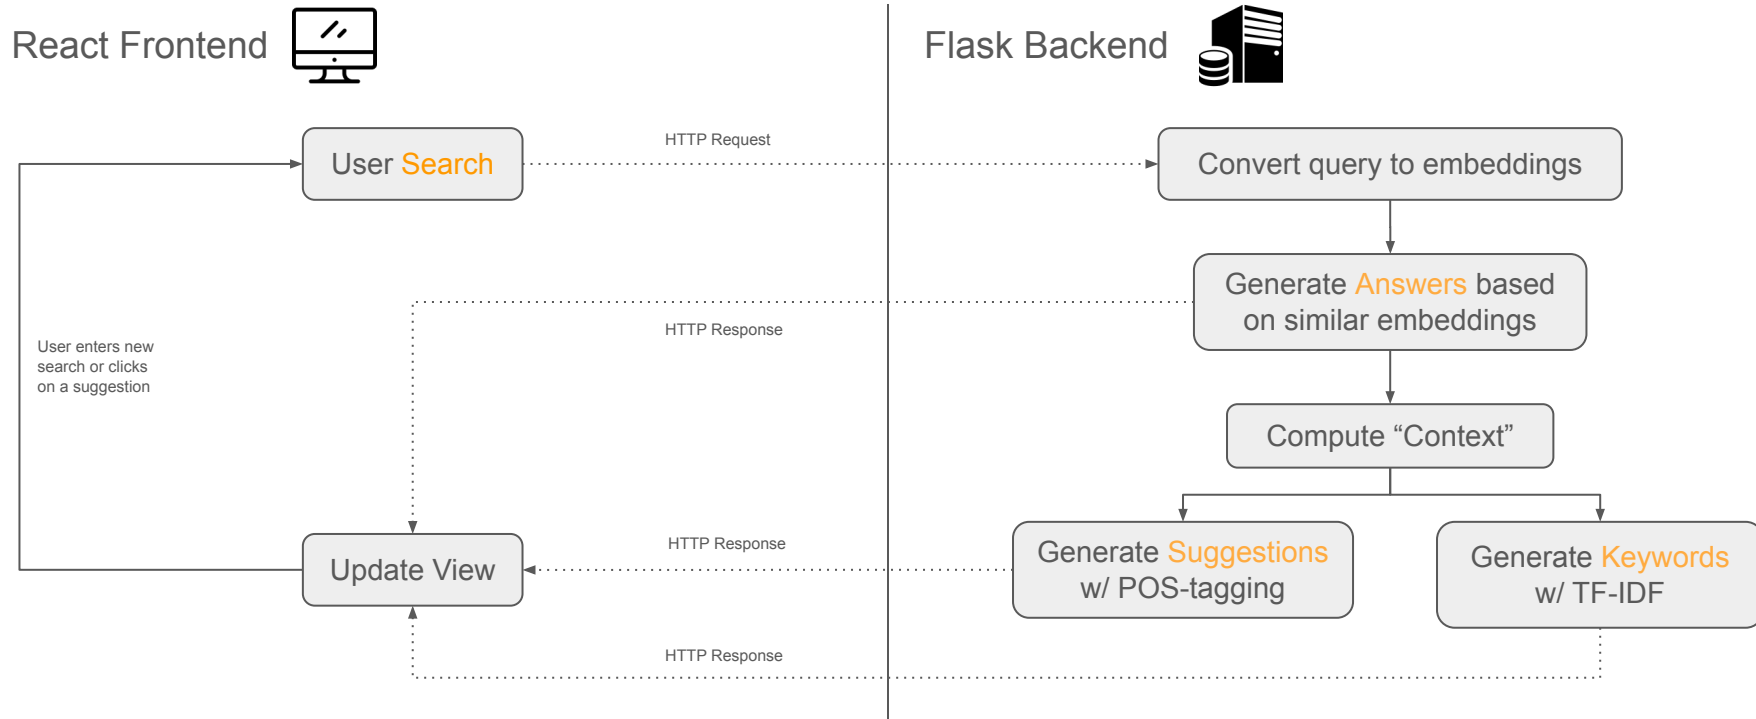 React Frontend
Flask Backend
User Search
HTTP Request
Convert query to embeddings
Generate Answers based
on similar embeddings
HTTP Response
User enters new
search or clicks
on a suggestion
Compute “Context”
Update View
HTTP Response
Generate Suggestions
w/ POS-tagging
Generate Keywords
w/ TF-IDF
HTTP Response